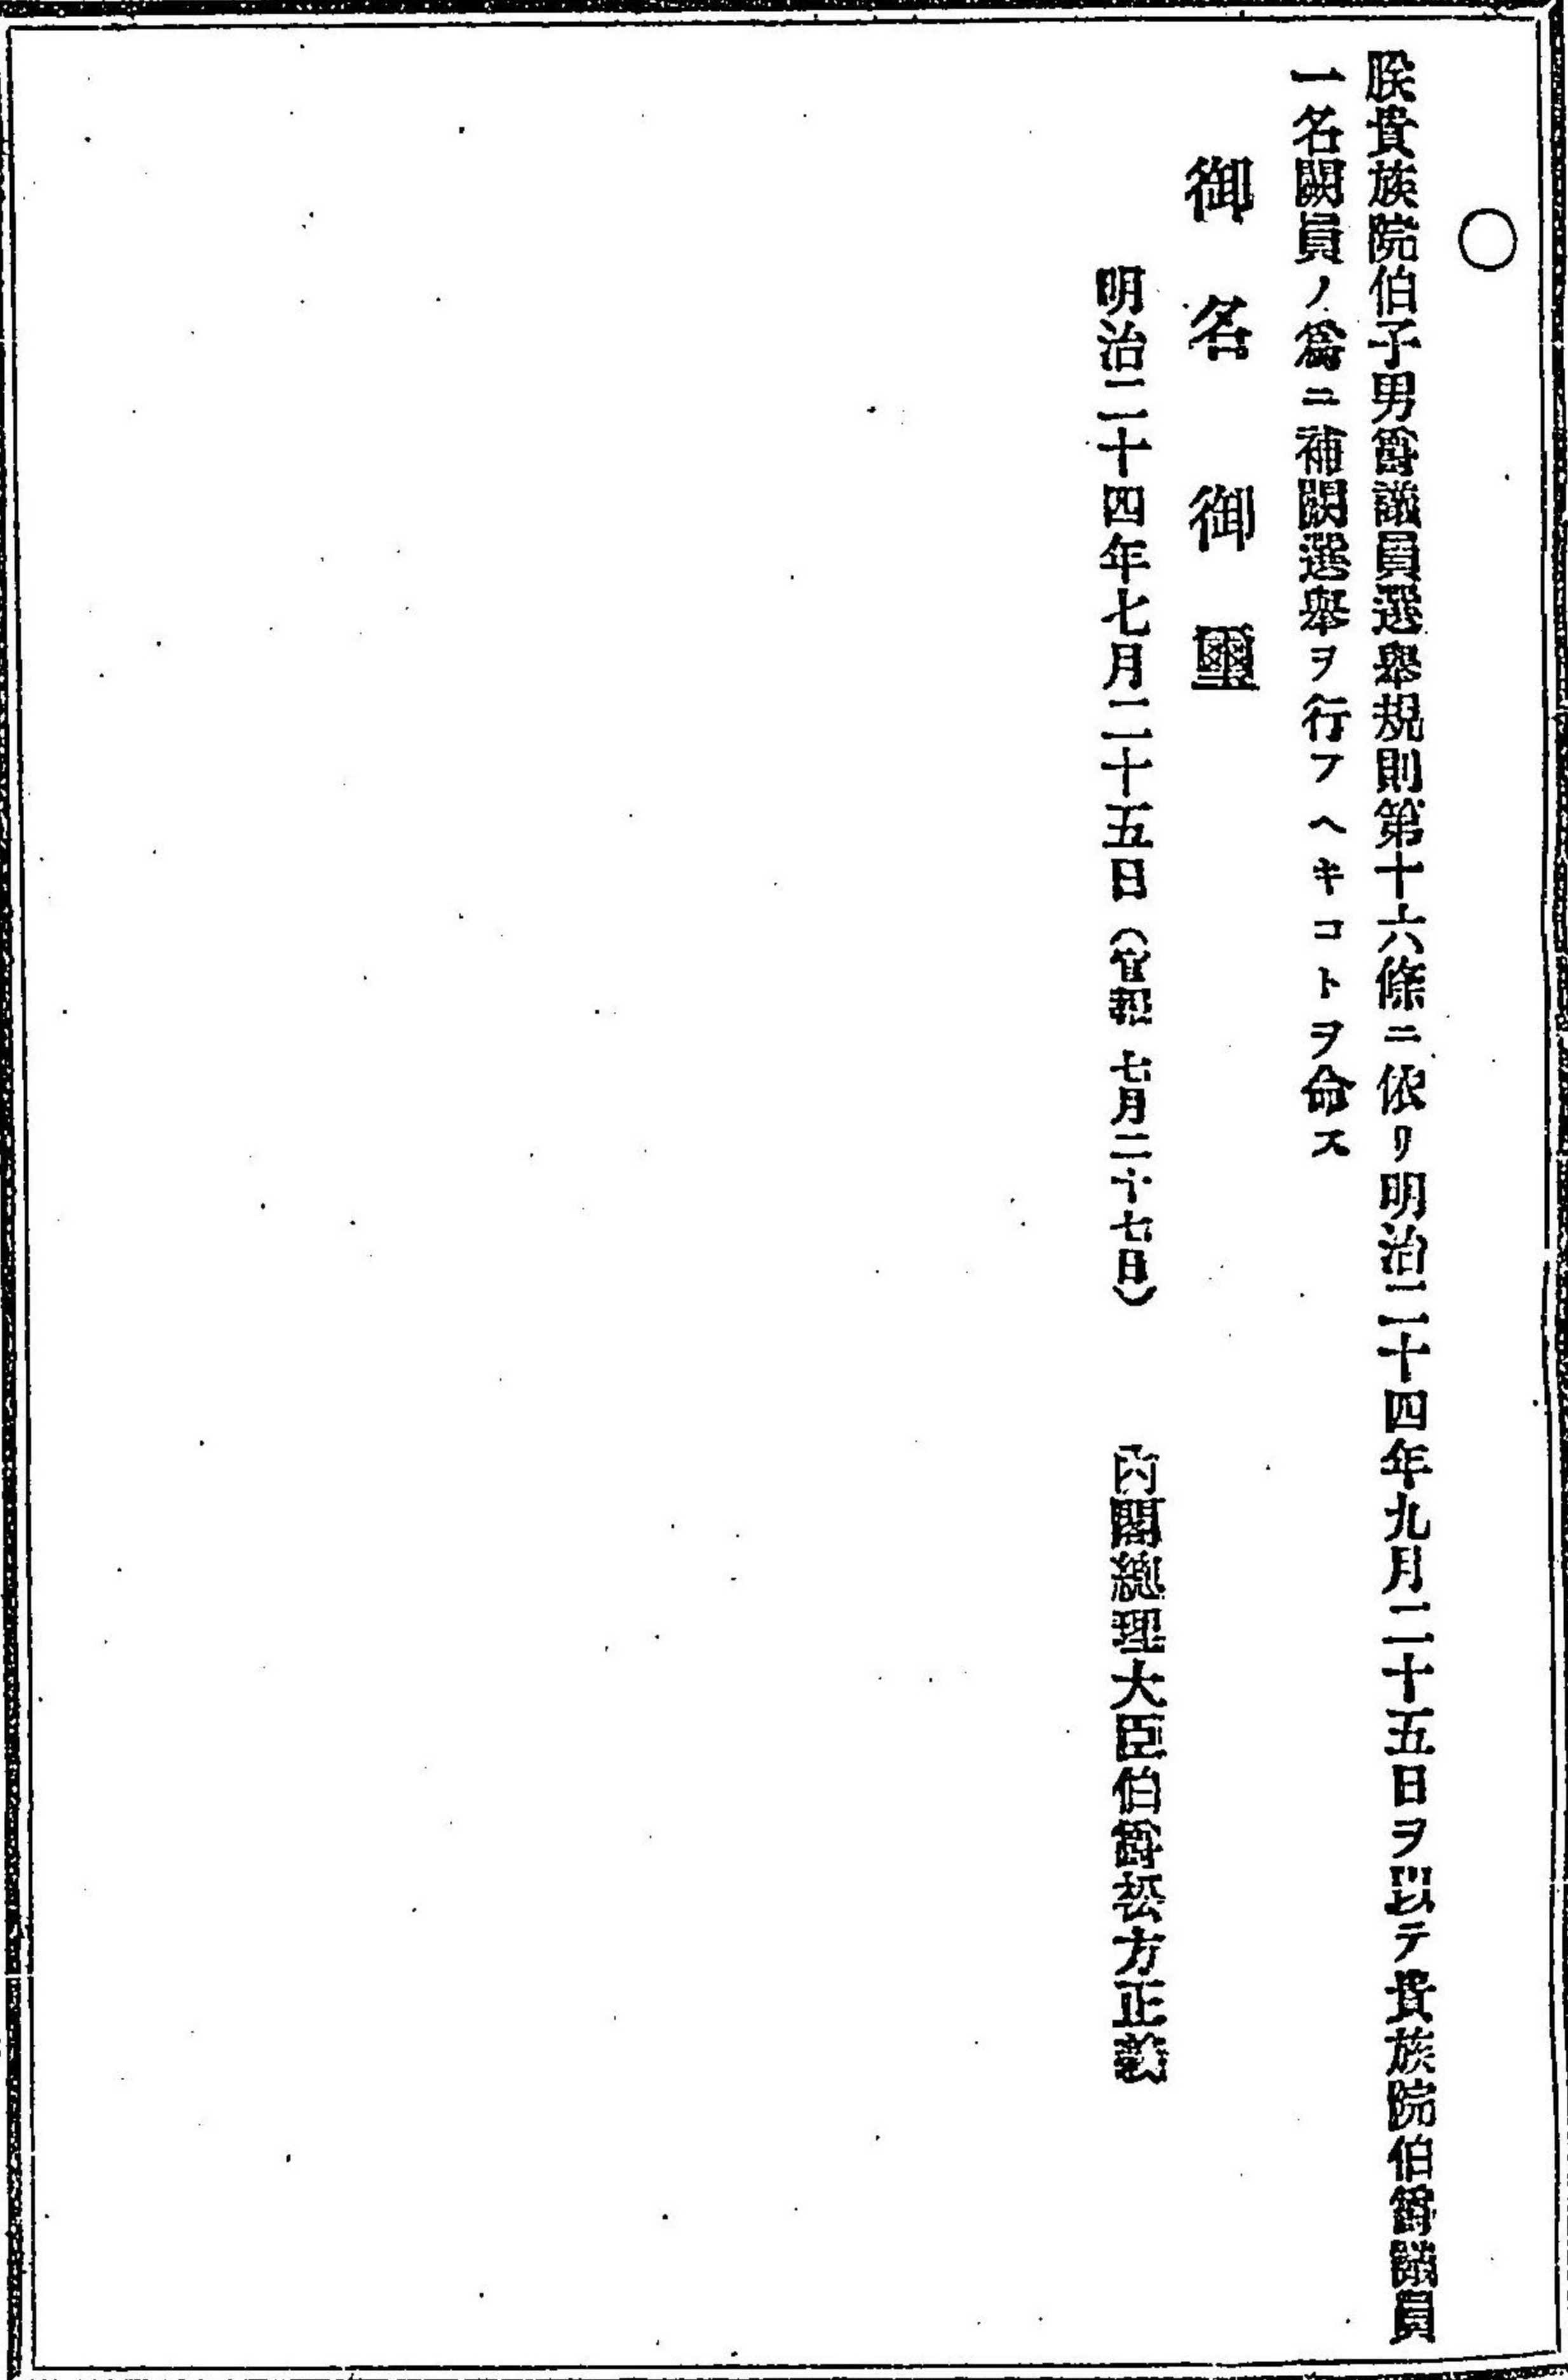 ○
朕貴族院伯子男爵議員選擧規則第十六條ニ依リ明治二十四年九月二十五日ヲ以テ貴族院伯爵議員
一名闕員ノ爲ニ補闕選擧ヲ行フヘキコトヲ命ス
御名御璽
明治二十四年七月二十五日（官報 七月二十七日） 內閣總理大臣伯爵松方正義